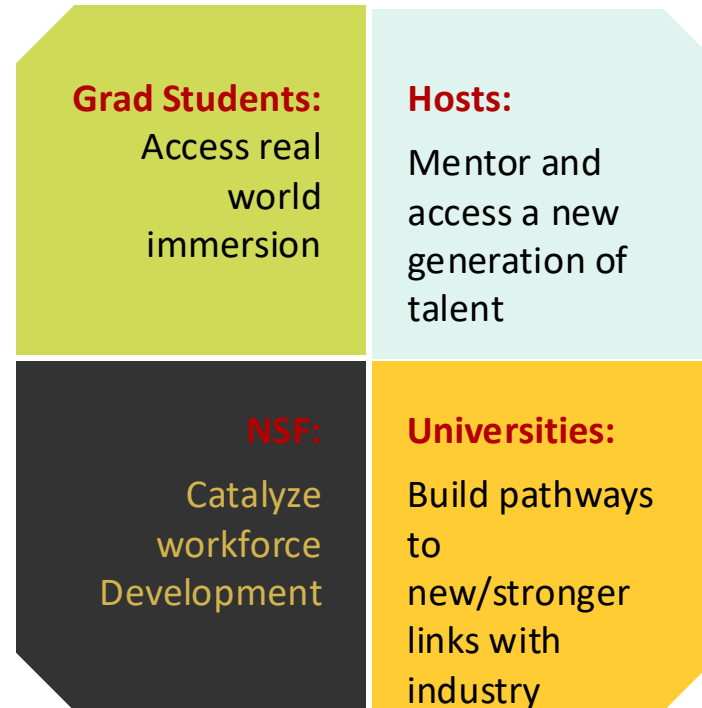 Grad Students:
Access real
world
immersion
Hosts:
Mentor and
access a new
generation of
talent
NSF:
Catalyze
workforce
Development
Universities:
Build pathways
to
new/stronger
links with
industry